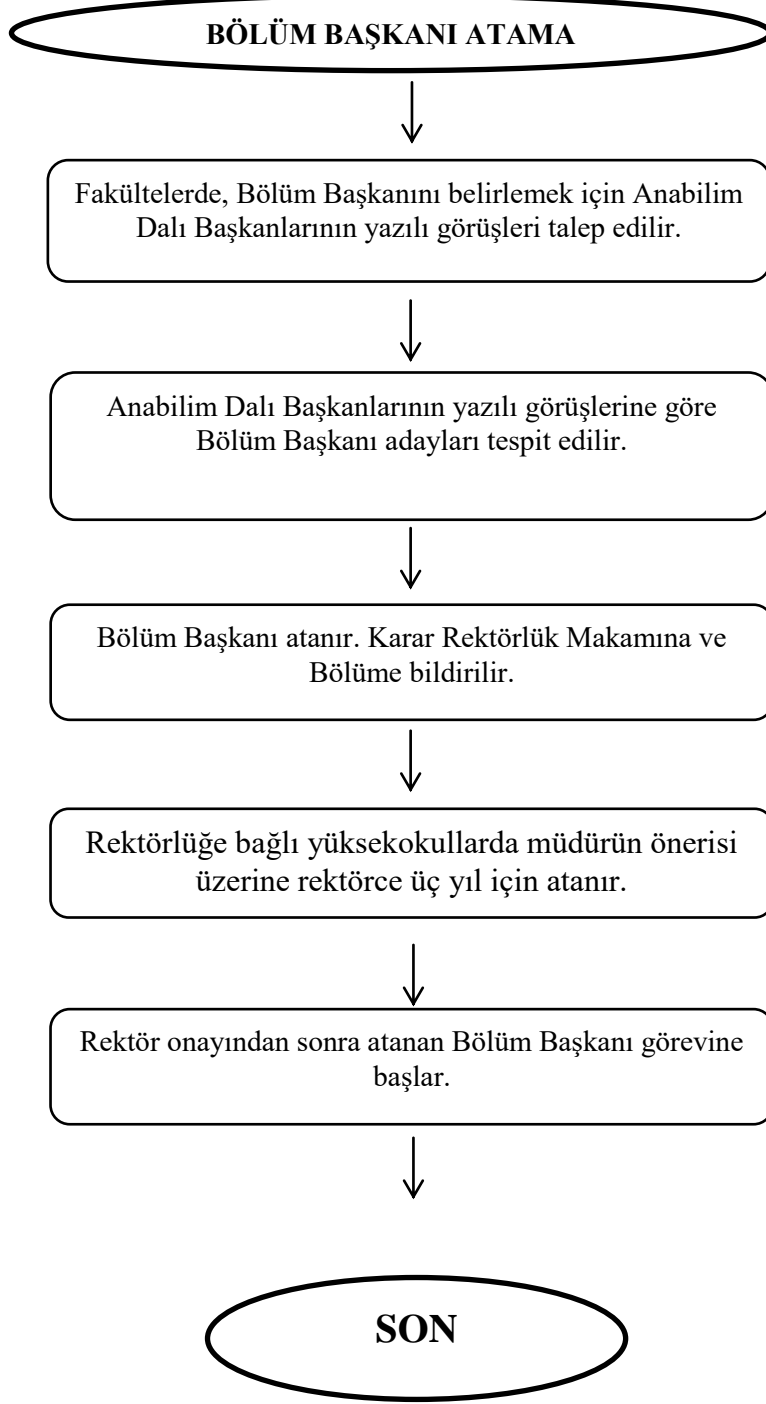 BÖLÜM BAŞKANI ATAMA
Fakültelerde, Bölüm Başkanını belirlemek için Anabilim
Dalı Başkanlarının yazılı görüşleri talep edilir.
Anabilim Dalı Başkanlarının yazılı görüşlerine göre
Bölüm Başkanı adayları tespit edilir.
Bölüm Başkanı atanır. Karar Rektörlük Makamına ve
Bölüme bildirilir.
Rektörlüğe bağlı yüksekokullarda müdürün önerisi
üzerine rektörce üç yıl için atanır.
Rektör onayından sonra atanan Bölüm Başkanı görevine
başlar.
SON